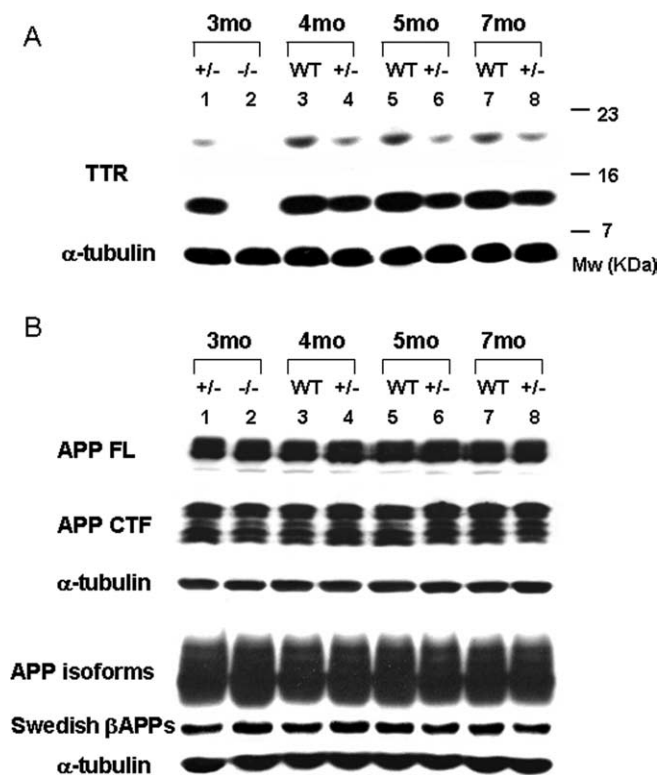 A
3mo 4mo 5mo 7mo
+/- -/- WT +/- WT +/- WT +/-
1 2 3 4 5 6 7 8
— 23
TTR
— 16
— 7
α-tubulin
Mw (KDa)
B
3mo 4mo 5mo 7mo
+/- -/- WT +/- WT +/- WT +/-
1 2 3 4 5 6 7 8
APP FL
APP CTF
α-tubulin
APP isoforms
Swedish βAPPs
α-tubulin